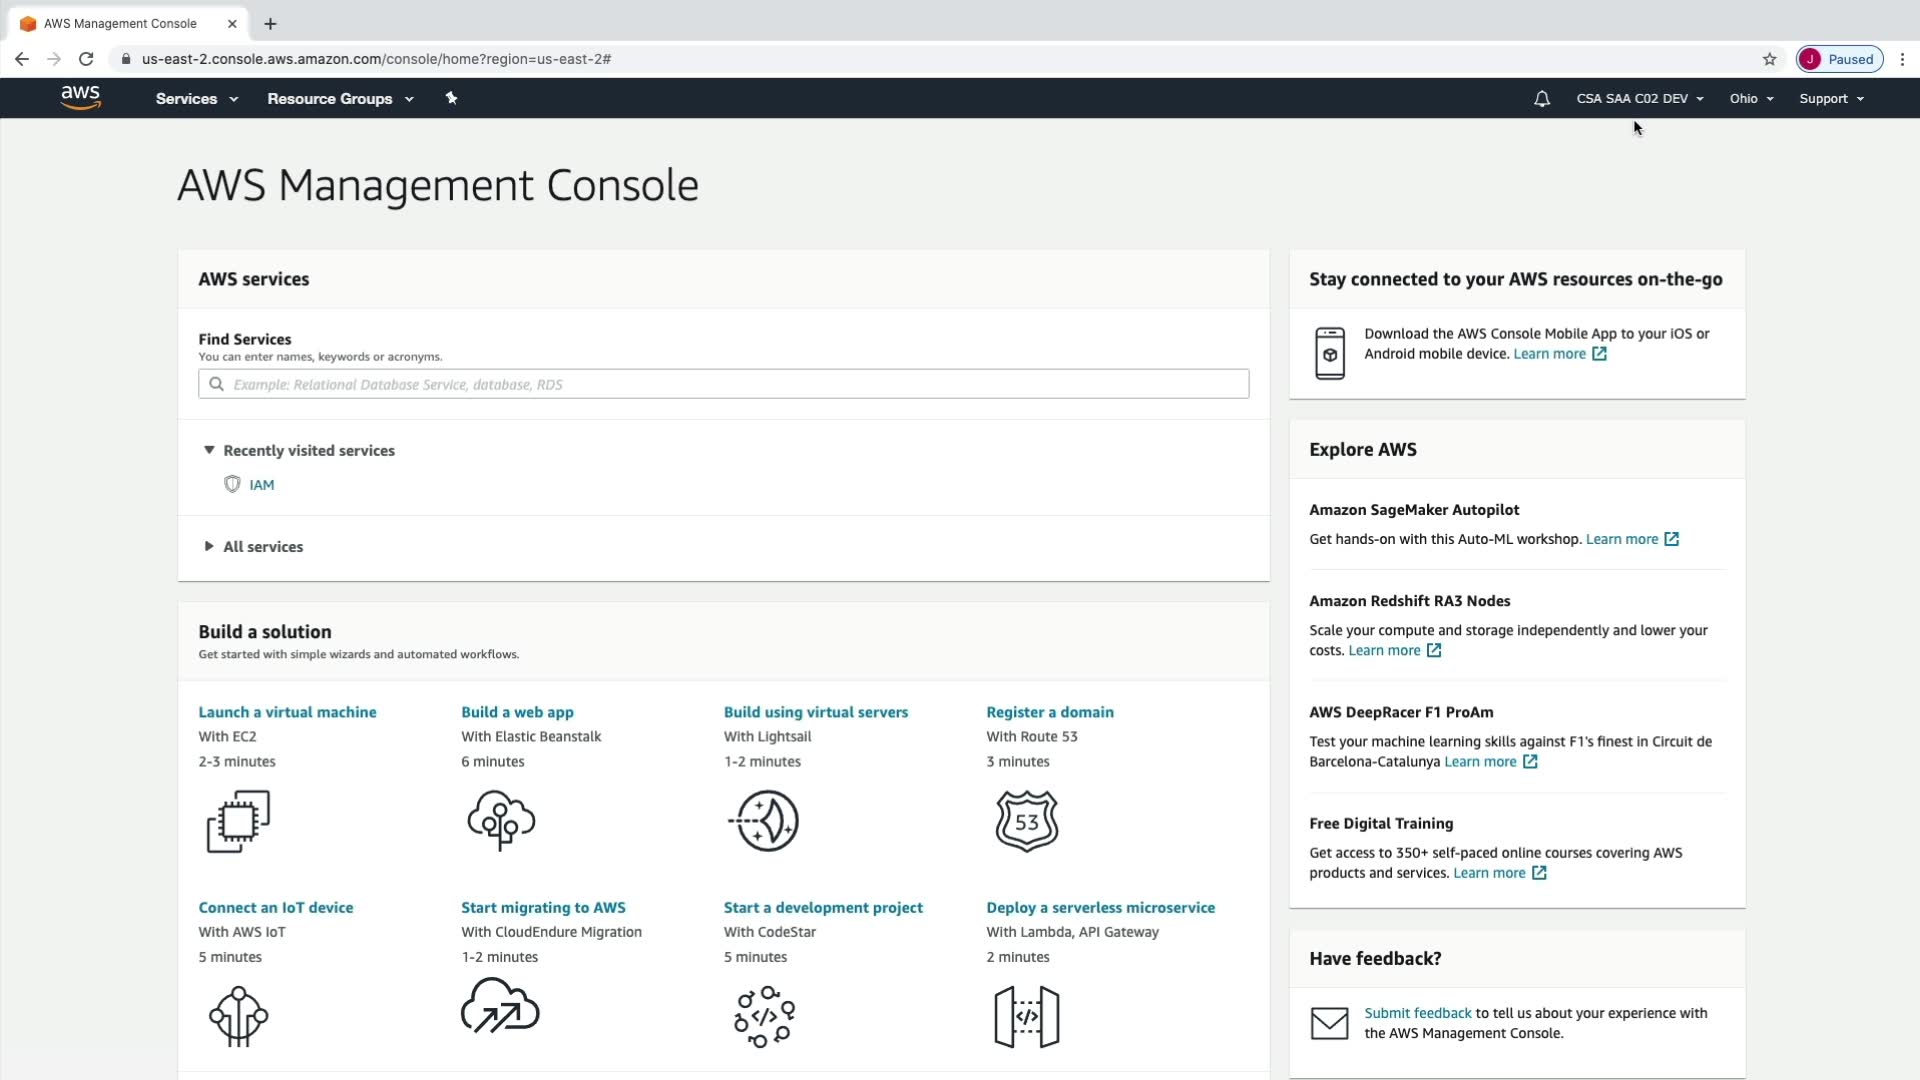 AWS Management Console
us-east-2.console.aws.amazon.com/console/home?region=us-east-2#
J Paused
aws Services Resource Groups CSA SAA C02 DEV Ohio Support
AWS Management Console
AWS services
Find Services
You can enter names, keywords or acronyms.
Example: Relational Database Service, database, RDS
Recently visited services
IAM
All services
Build a solution
Get started with simple wizards and automated workflows.
Launch a virtual machine
With EC2
2-3 minutes
Build a web app
With Elastic Beanstalk
6 minutes
Build using virtual servers
With Lightsail
1-2 minutes
Register a domain
With Route 53
3 minutes
53
Connect an IoT device
With AWS IoT
5 minutes
Start migrating to AWS
With CloudEndure Migration
1-2 minutes
Start a development project
With CodeStar
5 minutes
</>
Deploy a serverless microservice
With Lambda, API Gateway
2 minutes
</>
Stay connected to your AWS resources on-the-go
Download the AWS Console Mobile App to your iOS or
Android mobile device. Learn more
Explore AWS
Amazon SageMaker Autopilot
Get hands-on with this Auto-ML workshop. Learn more
Amazon Redshift RA3 Nodes
Scale your compute and storage independently and lower your
costs. Learn more
AWS DeepRacer F1 ProAm
Test your machine learning skills against F1's finest in Circuit de
Barcelona-Catalunya Learn more
Free Digital Training
Get access to 350+ self-paced online courses covering AWS
products and services. Learn more
Have feedback?
Submit feedback to tell us about your experience with
the AWS Management Console.